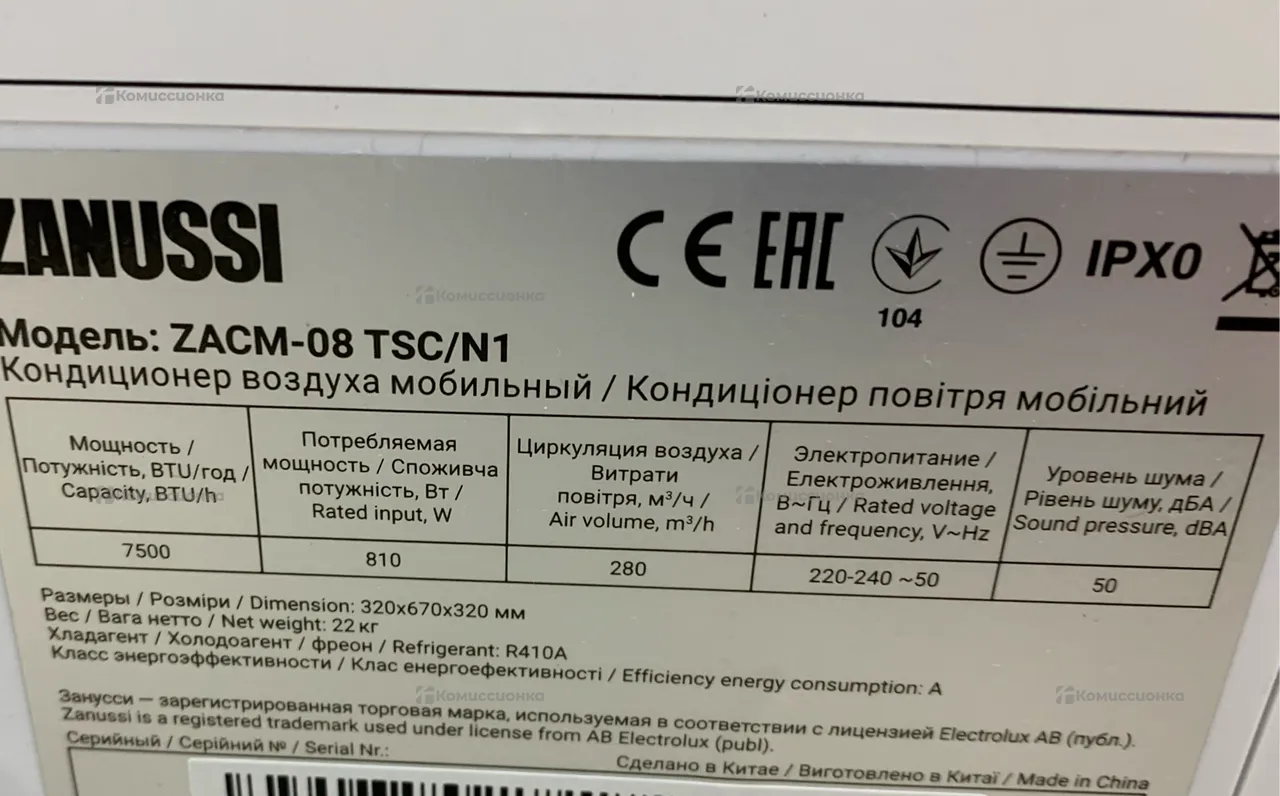 Комиссионка
Комиссионка
ZANUSSI
CE EAC
IPX0
104
Комиссионка
Модель: ZACM-08 TSC/N1
Кондиционер воздуха мобильный / Кондиціонер повітря мобільний
Мощность /
Потужність, BTU/год /
Capacity, BTU/h
Потребляемая
мощность / Споживча
потужність, Вт /
Rated input, W
Циркуляция воздуха /
Витрати
повітря, м³/ч /
Air volume, m³/h
Электропитание /
Електроживлення,
В~Гц / Rated voltage
and frequency, V~Hz
Уровень шума /
Рівень шуму, дБА /
Sound pressure, dBA
Комиссионка
7500
810
280
220-240 ~50
50
Размеры / Розміри / Dimension: 320x670x320 мм
Вес / Вага нетто / Net weight: 22 кг
Хладагент / Холодоагент / фреон / Refrigerant: R410A
Класс энергоэффективности / Клас енергоефективності / Efficiency energy consumption: A
Комиссионка
Комиссионка
Занусси — зарегистрированная торговая марка, используемая в соответствии с лицензией Electrolux AB (публ.).
Zanussi is a registered trademark used under license from AB Electrolux (publ).
Серийный / Серійний № / Serial Nr.:
Сделано в Китае / Виготовлено в Китаї / Made in China